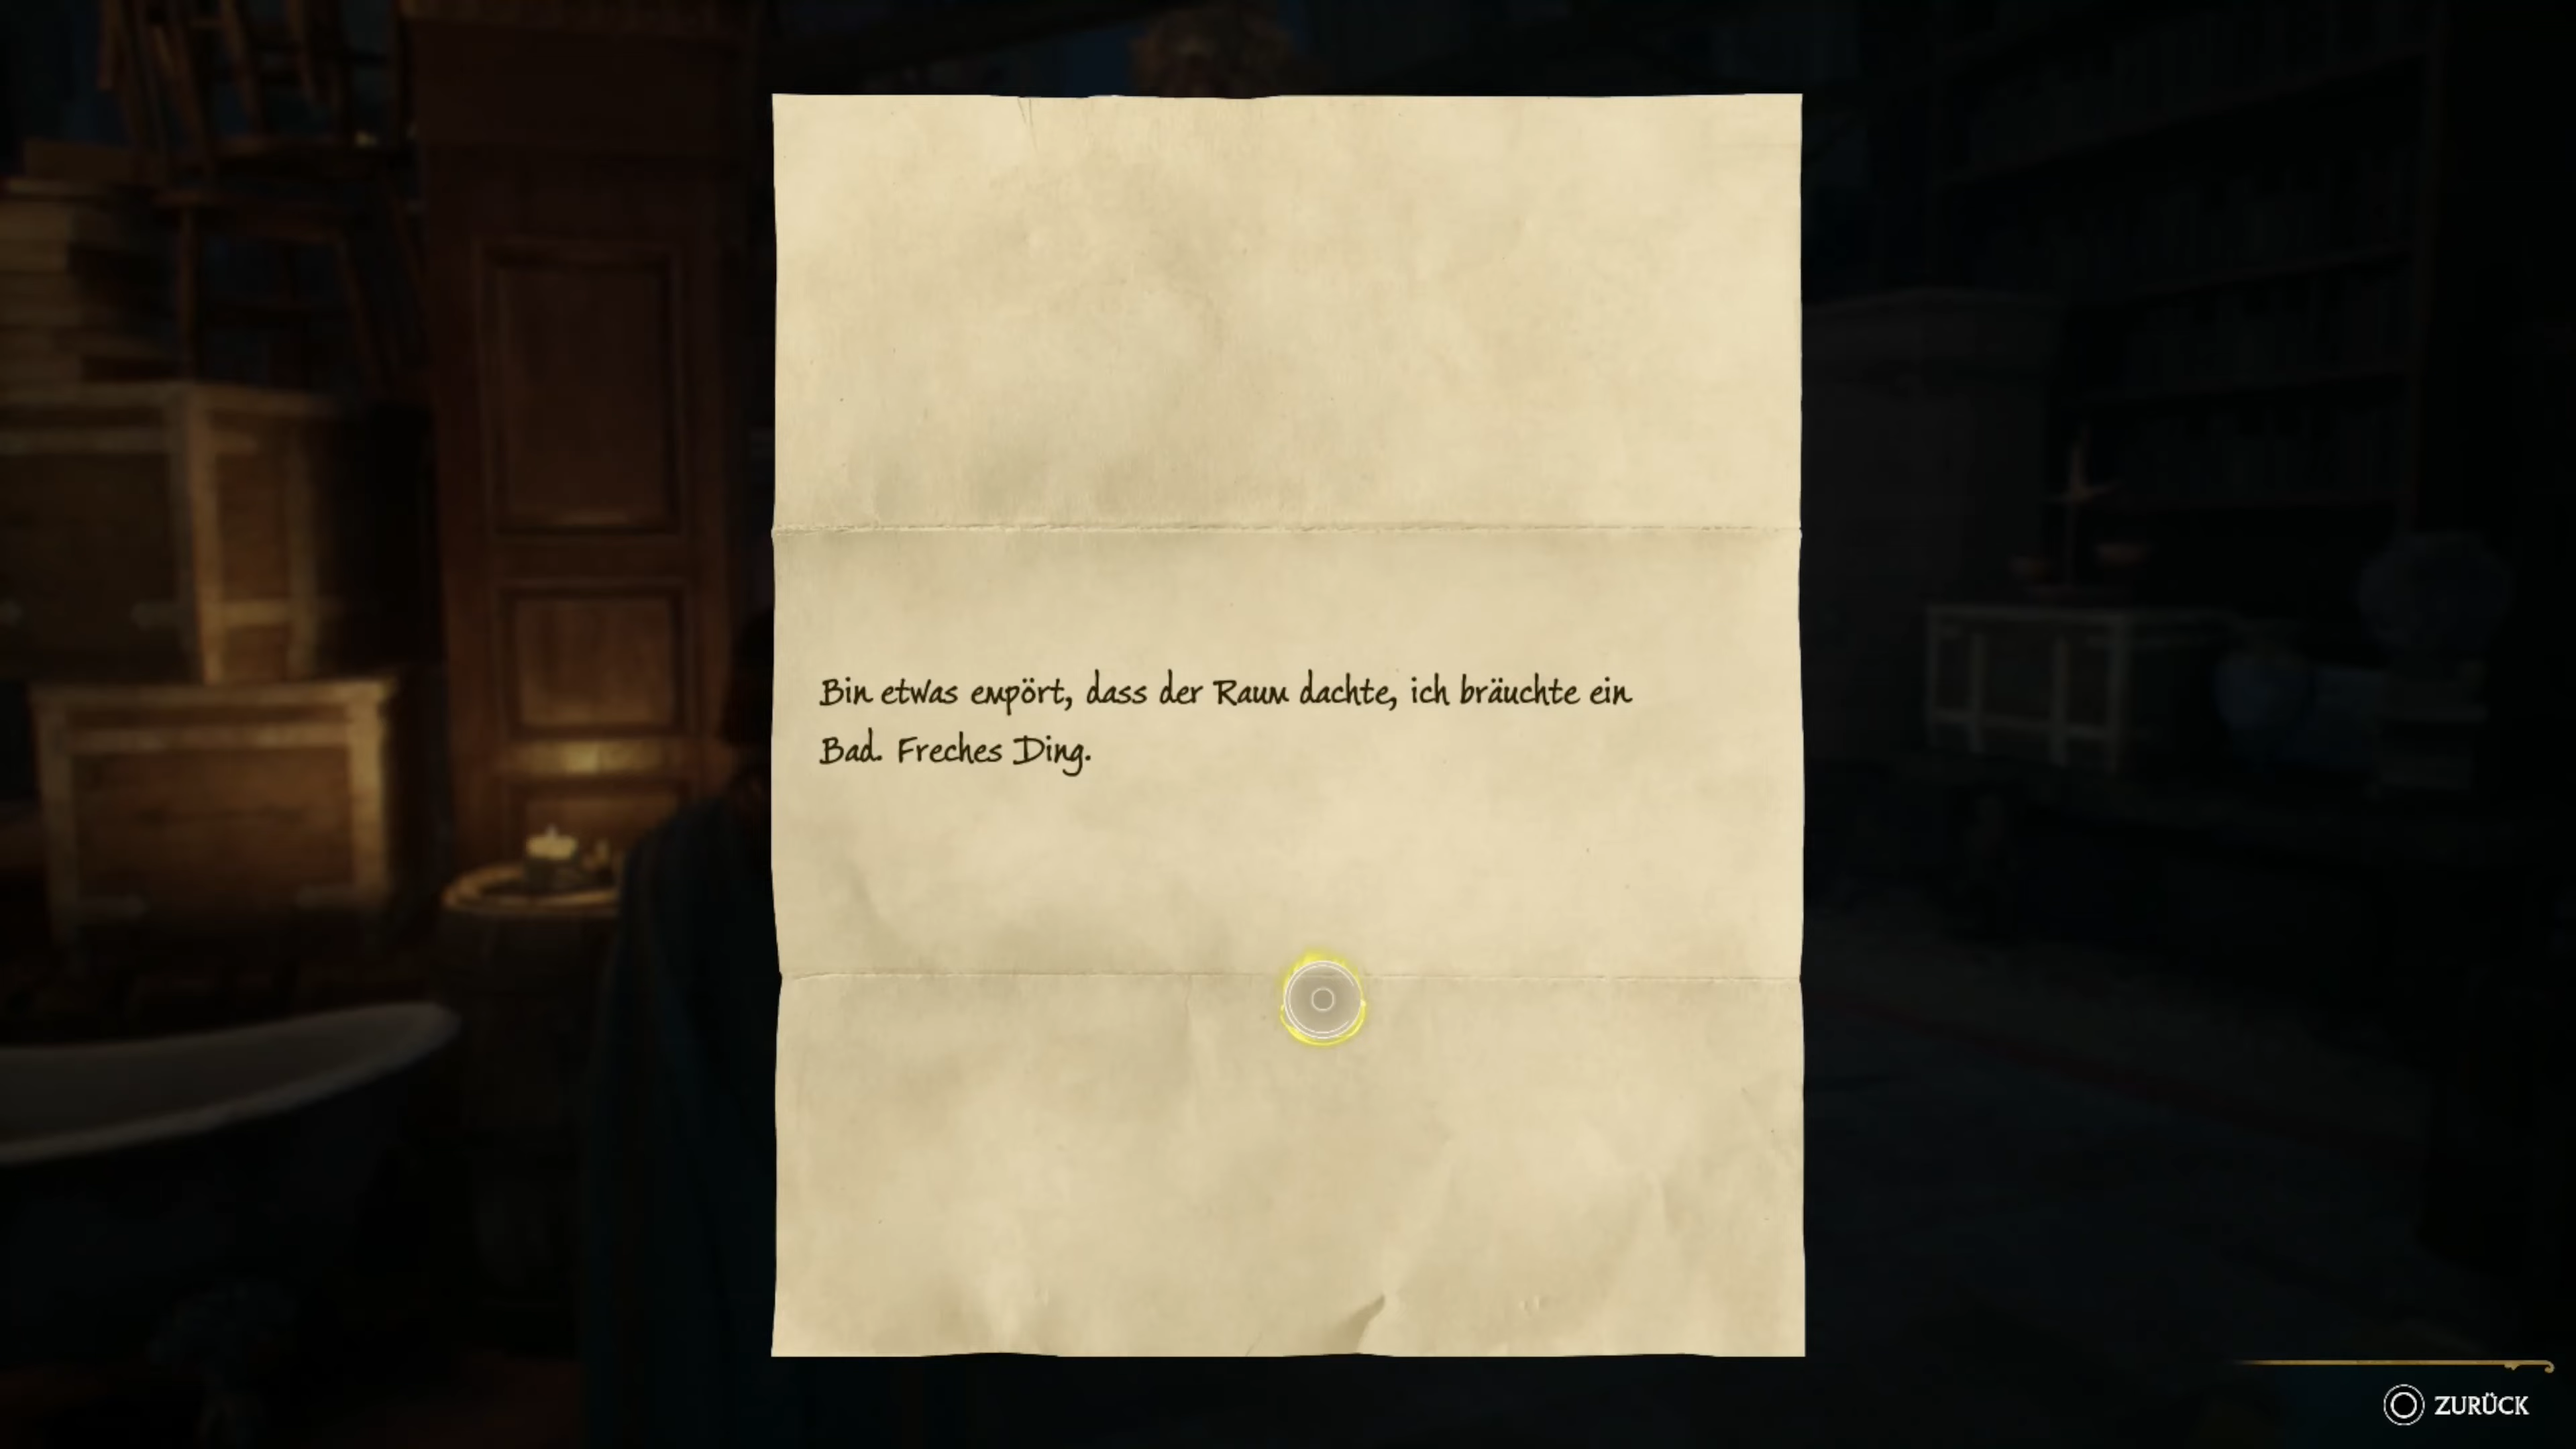 Bin etwas empört, dass der Raum dachte, ich bräuchte ein
Bad. Freches Ding.
ZURÜCK